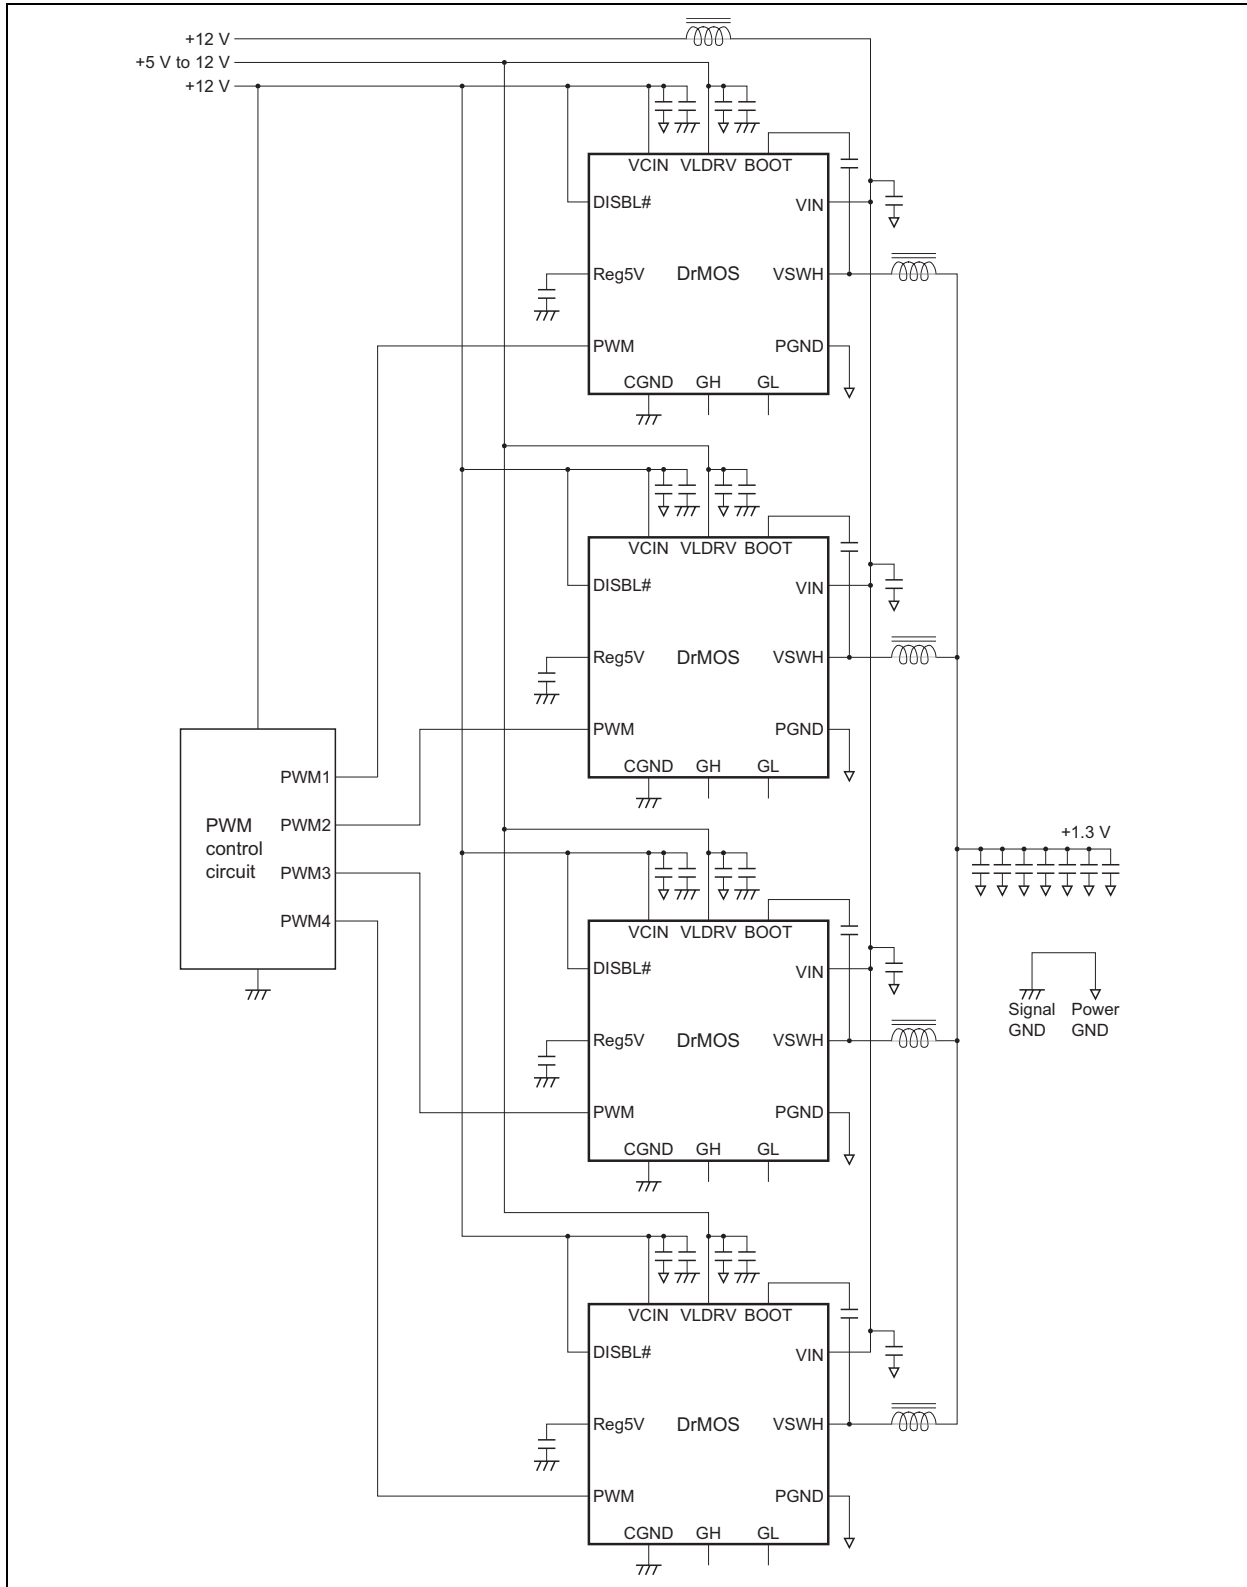 +12 V
+5 V to 12 V
+12 V
VCIN VLDRV BOOT
DISBL#
VIN
Reg5V
DrMOS
VSWH
PWM
PGND
CGND GH GL
VCIN VLDRV BOOT
DISBL#
VIN
Reg5V
DrMOS
VSWH
PWM
PGND
CGND GH GL
PWM
control
circuit
PWM1
PWM2
PWM3
PWM4
+1.3 V
VCIN VLDRV BOOT
DISBL#
VIN
Reg5V
DrMOS
VSWH
PWM
PGND
CGND GH GL
Signal
GND
Power
GND
VCIN VLDRV BOOT
DISBL#
VIN
Reg5V
DrMOS
VSWH
PWM
PGND
CGND GH GL